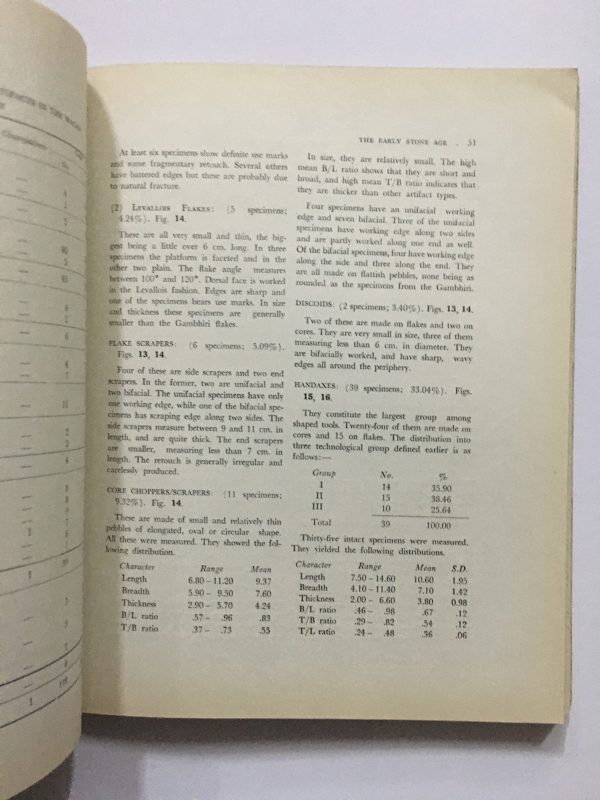 THE EARLY STONE AGE . 51
At least six specimens show definite use marks
and some fragmentary retouch. Several others
have battered edges but these are probably due
to natural fracture.
(2) LEVALLOIS FLAKES: (5 specimens;
4.24%). Fig. 14.
These are all very small and thin, the big-
gest being a little over 6 cm. long. In three
specimens the platform is faceted and in the
other two plain. The flake angle measures
between 100° and 120°. Dorsal face is worked
in the Levallois fashion. Edges are sharp and
one of the specimens bears use marks. In size
and thickness these specimens are generally
smaller than the Gambhiri flakes.
FLAKE SCRAPERS: (6 specimens; 5.09%).
Figs. 13, 14.
Four of these are side scrapers and two end
scrapers. In the former, two are unifacial and
two bifacial. The unifacial specimens have only
one working edge, while one of the bifacial spe-
cimens has scraping edge along two sides. The
side scrapers measure between 9 and 11 cm. in
length, and are quite thick. The end scrapers
are smaller, measuring less than 7 cm. in
length. The retouch is generally irregular and
carelessly produced.
CORE CHOPPERS/SCRAPERS: (11 specimens;
9.32%). Fig. 14.
These are made of small and relatively thin
pebbles of elongated, oval or circular shape.
All these were measured. They showed the fol-
lowing distribution.
Character Range Mean
Length 6.80 – 11.20 9.37
Breadth 5.90 – 9.50 7.60
Thickness 2.90 – 5.70 4.24
B/L ratio .57 – .96 .83
T/B ratio .37 – .73 .55
In size, they are relatively small. The high
mean B/L ratio shows that they are short and
broad, and high mean T/B ratio indicates that
they are thicker than other artifact types.
Four specimens have an unifacial working
edge and seven bifacial. Three of the unifacial
specimens have working edge along two sides
and are partly worked along one end as well.
Of the bifacial specimens, four have working edge
along the side and three along the end. They
are all made on flattish pebbles, none being as
rounded as the specimens from the Gambhiri.
DISCOIDS: (2 specimens; 3.40%). Figs. 13, 14.
Two of these are made on flakes and two on
cores. They are very small in size, three of them
measuring less than 6 cm. in diameter. They
are bifacially worked, and have sharp, wavy
edges all around the periphery.
HANDAXES: (39 specimens, 33.04%). Figs.
15, 16.
They constitute the largest group among
shaped tools. Twenty-four of them are made on
cores and 15 on flakes. The distribution into
three technological group defined earlier is as
follows:—
Group No. %
I 14 35.90
II 15 38.46
III 10 25.64
Total 39 100.00
Thirty-five intact specimens were measured.
They yielded the following distributions.
Character Range Mean S.D.
Length 7.50 – 14.60 10.60 1.95
Breadth 4.10 – 11.40 7.10 1.42
Thickness 2.00 – 6.60 3.80 0.98
B/L ratio .46 – .98 .67 .12
T/B ratio .29 – .82 .54 .12
T/L ratio .24 – .48 .36 .06